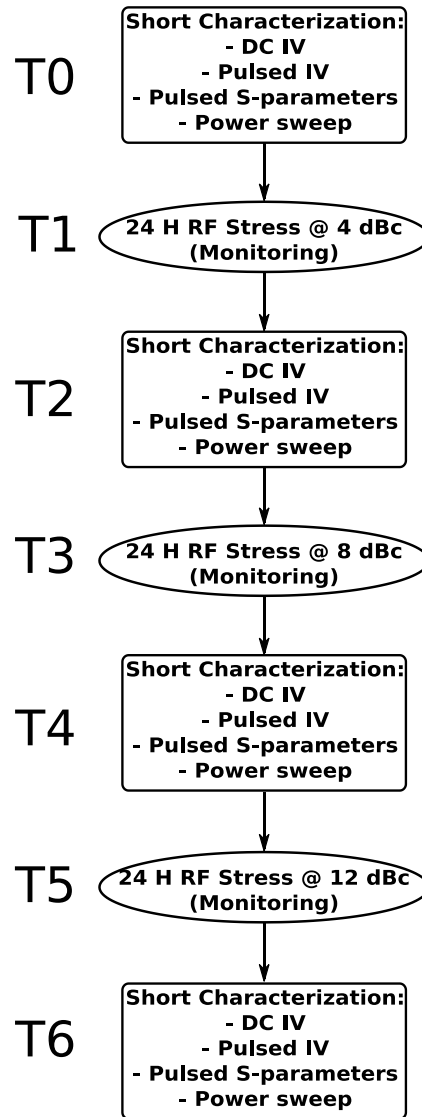 T0
Short Characterization:
- DC IV
- Pulsed IV
- Pulsed S-parameters
- Power sweep
T1
24 H RF Stress @ 4 dBc
(Monitoring)
T2
Short Characterization:
- DC IV
- Pulsed IV
- Pulsed S-parameters
- Power sweep
T3
24 H RF Stress @ 8 dBc
(Monitoring)
T4
Short Characterization:
- DC IV
- Pulsed IV
- Pulsed S-parameters
- Power sweep
T5
24 H RF Stress @ 12 dBc
(Monitoring)
T6
Short Characterization:
- DC IV
- Pulsed IV
- Pulsed S-parameters
- Power sweep